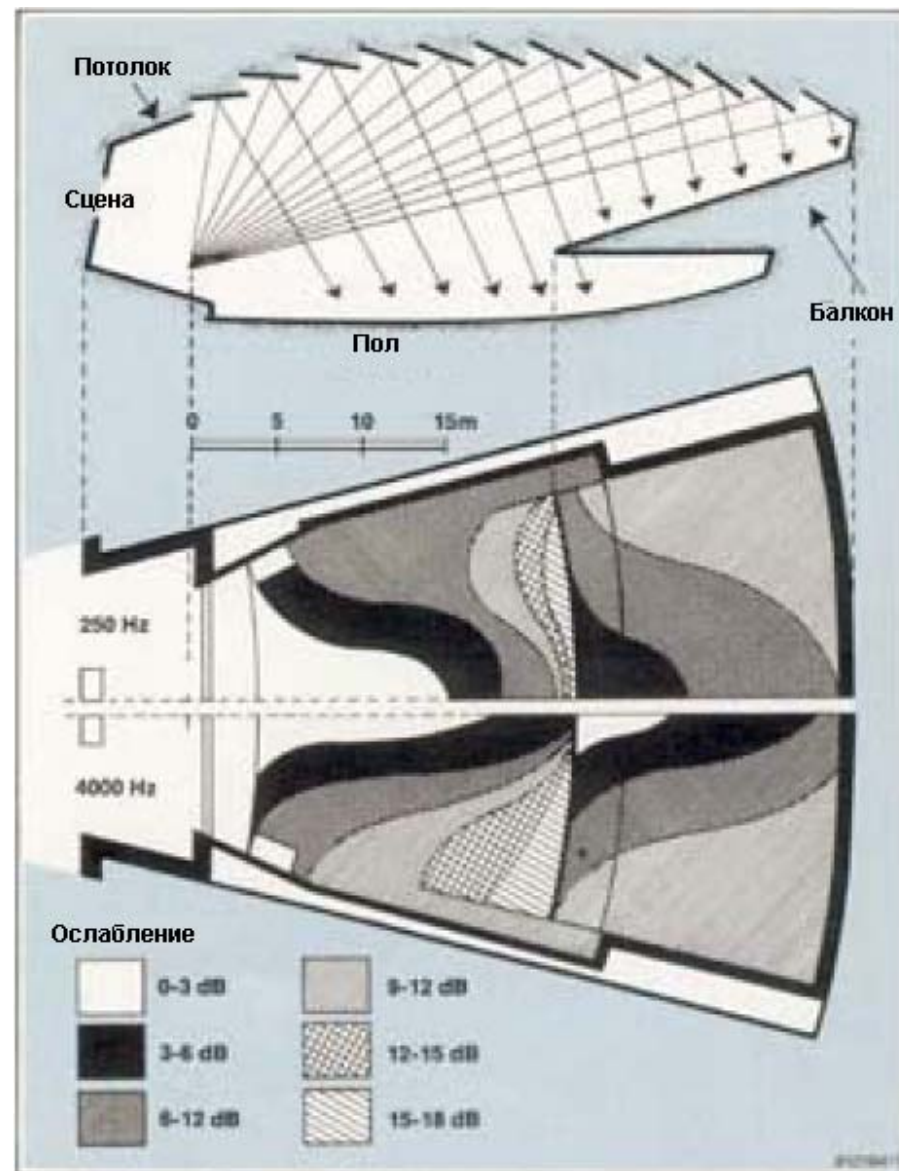 Потолок
Сцена
Балкон
Пол
0 5 10 15m
250 Hz
4000 Hz
Ослабление
0-3 dB
9-12 dB
3-6 dB
12-15 dB
6-12 dB
15-18 dB